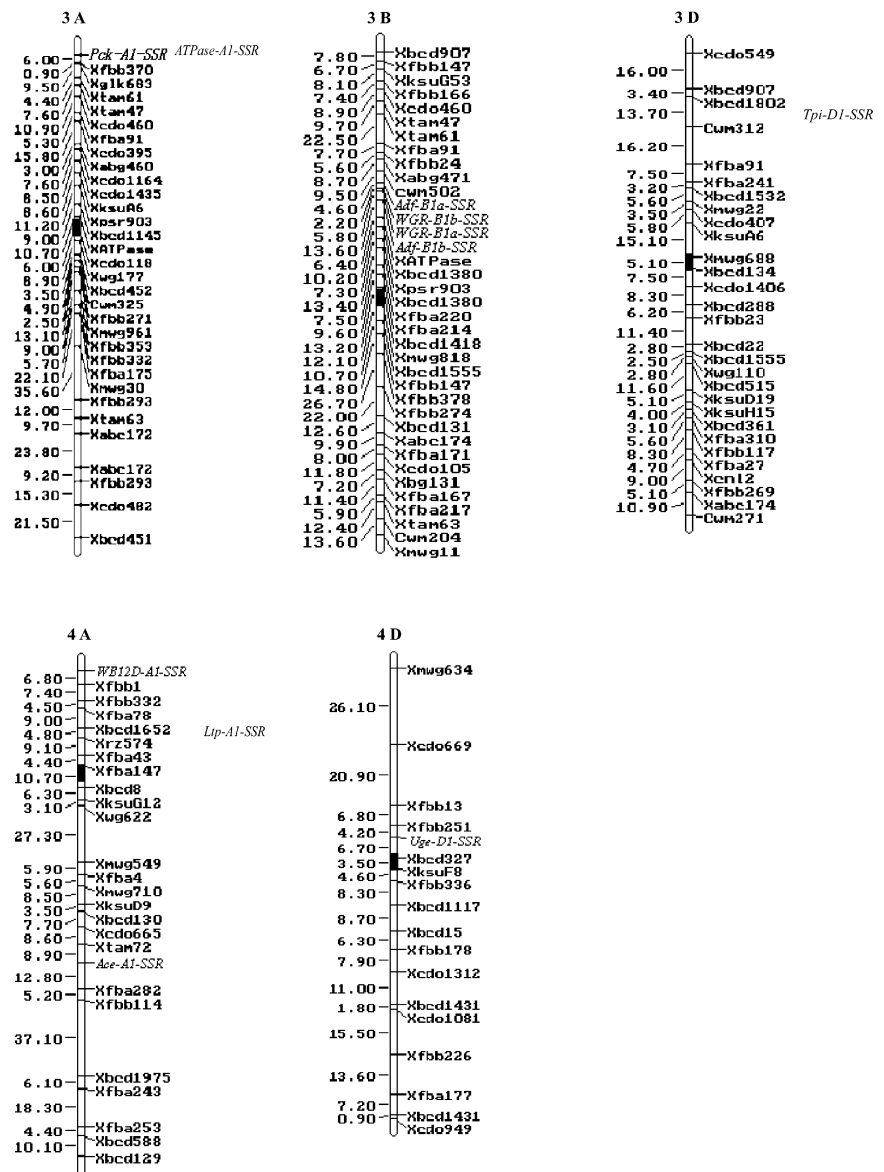 3 A
Pck-A1-SSR ATPase-A1-SSR
6.00
Xfbb370
0.90
Xglk683
9.50
Xtam61
4.40
Xtam47
7.60
Xcdo460
10.90
Xfba91
5.30
Xcdo395
15.80
Xabg460
3.00
Xcdo1164
7.60
Xcdo1435
8.50
XksuA6
8.60
Xpsr903
11.20
Xbcd1145
9.00
XATPase
10.70
Xcdo118
6.00
Xwg177
8.90
Xbcd452
3.50
Cwm325
4.90
Xfbb271
2.50
Xmwg961
13.10
Xfbb353
9.00
Xfbb332
5.70
Xfba175
22.10
Xmwg30
35.60
Xfbb293
12.00
Xtam63
9.70
Xabc172
23.80
Xabc172
9.20
Xfbb293
15.30
Xcdo482
21.50
Xbcd451
3 B
Xbcd907
7.80
Xfbb147
6.70
XksuG53
8.10
Xfbb166
7.40
Xcdo460
8.90
Xtam47
9.70
Xtam61
22.50
Xfba91
7.70
Xfbb24
5.60
Xabg471
8.70
cwm502
9.50
Adf-B1a-SSR
4.60
WGR-B1b-SSR
2.20
WGR-B1a-SSR
5.80
Adf-B1b-SSR
13.60
XATPase
6.40
Xbcd1380
10.20
Xpsr903
7.30
Xbcd1380
13.40
Xfba220
7.50
Xfba214
9.60
Xbcd1418
13.20
Xmwg818
12.10
Xbcd1555
10.70
Xfbb147
14.80
Xfbb378
26.70
Xfbb274
22.00
Xbcd131
12.60
Xabc174
9.90
Xfba171
8.00
Xcdo105
11.80
Xbg131
7.20
Xfba167
11.40
Xfba217
5.90
Xtam63
12.40
Cwm204
13.60
Xmwg11
3 D
Xcdo549
16.00
Xbcd907
3.40
Xbcd1802
13.70
Tpi-D1-SSR
Cwm312
16.20
Xfba91
7.50
Xfba241
3.20
Xbcd1532
5.60
Xmwg22
3.50
Xcdo407
5.80
XksuA6
15.10
Xmwg688
5.10
Xbcd134
7.50
Xcdo1406
8.30
Xbcd288
6.20
Xfbb23
11.40
Xbcd22
2.80
Xbcd1555
2.50
Xwg110
2.80
Xbcd515
11.60
XksuD19
5.10
XksuH15
4.00
Xbcd361
3.10
Xfba310
5.60
Xfbb117
8.30
Xfba27
4.70
Xcnl2
9.00
Xfbb269
5.10
Xabc174
10.90
Cwm271
4 A
WB12D-A1-SSR
6.80
Xfbb1
7.40
Xfbb332
4.50
Xfba78
9.00
Xbcd1652
4.80
Ltp-A1-SSR
Xrz574
9.10
Xfba43
4.40
Xfba147
10.70
Xbcd8
6.30
XksuG12
3.10
Xwg622
27.30
Xmwg549
5.90
Xfba4
5.60
Xmwg710
8.50
XksuD9
3.50
Xbcd130
7.70
Xcdo665
8.60
Xtam72
8.90
Ace-A1-SSR
12.80
Xfba282
5.20
Xfbb114
37.10
Xbcd1975
6.10
Xfba243
18.30
Xfba253
4.40
Xbcd588
10.10
Xbcd129
4 D
Xmwg634
26.10
Xcdo669
20.90
Xfbb13
6.80
Xfbb251
4.20
Uge-D1-SSR
6.70
Xbcd327
3.50
XksuF8
4.60
Xfbb336
8.30
Xbcd1117
8.70
Xbcd15
6.30
Xfbb178
7.90
Xcdo1312
11.00
Xbcd1431
1.80
Xcdo1081
15.50
Xfbb226
13.60
Xfba177
7.20
Xbcd1431
0.90
Xcdo949